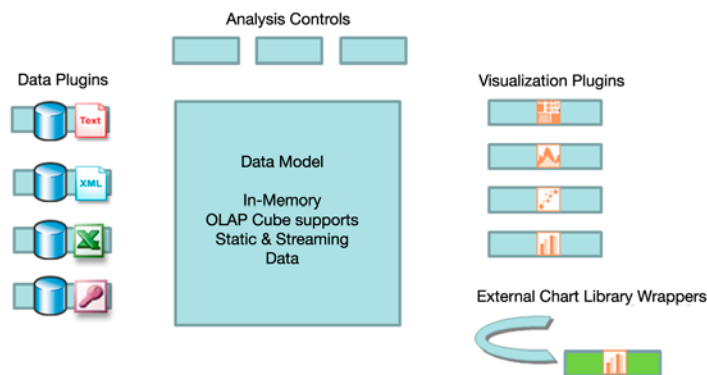 Analysis Controls
Data Plugins
Visualization Plugins
Text
XML
Data Model
In-Memory
OLAP Cube supports
Static & Streaming
Data
External Chart Library Wrappers